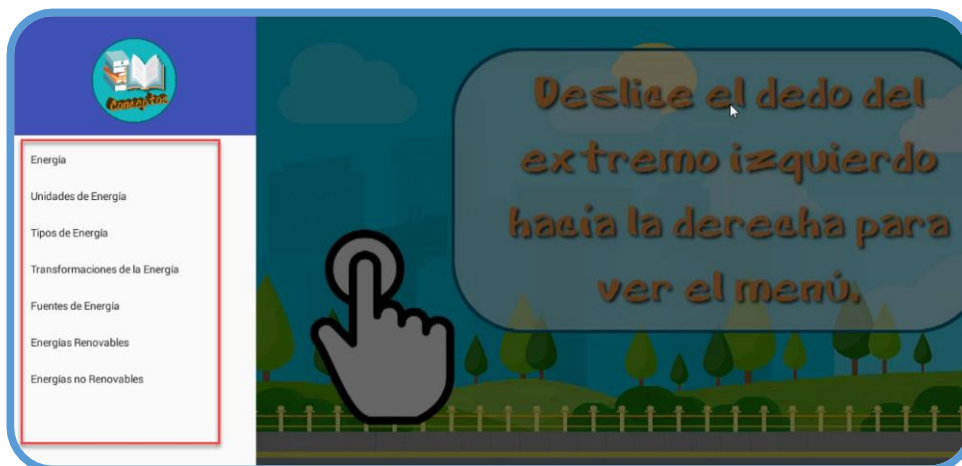 Conceptos
Energía
Unidades de Energía
Tipos de Energía
Transformaciones de la Energía
Fuentes de Energía
Energías Renovables
Energías no Renovables
Deslice el dedo del
extremo izquierdo
hacia la derecha para
ver el menú.